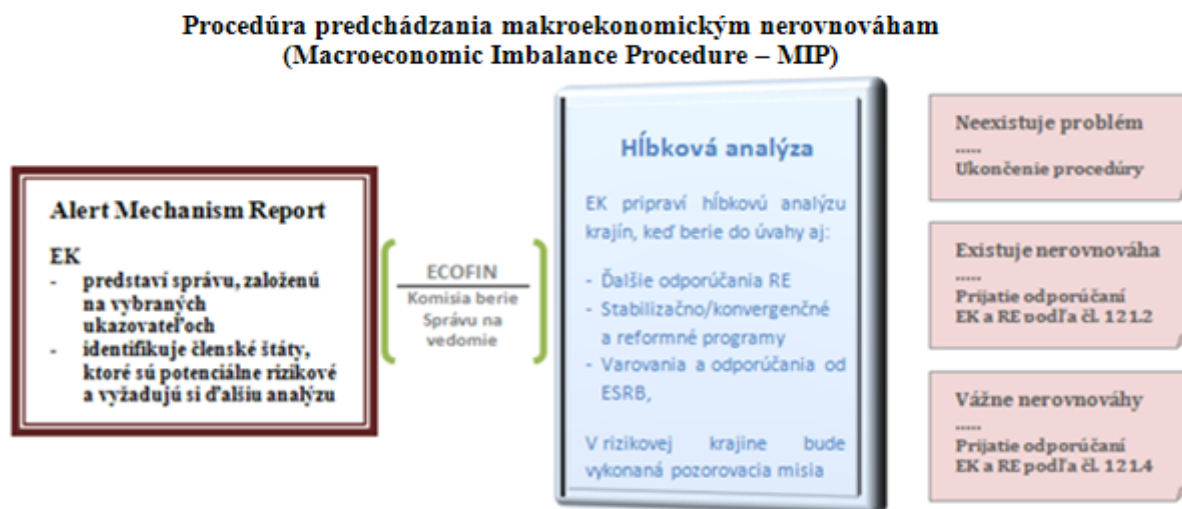 Procedúra predchádzania makroekonomickým nerovnováham
(Macroeconomic Imbalance Procedure – MIP)
Alert Mechanism Report
EK
- predstaví správu, založenú
na vybraných
ukazovateľoch
- identifikuje členské štáty,
ktoré sú potenciálne rizikové
a vyžadujú si ďalšiu analýzu
ECOFIN
Komisia berie
Správu na
vedomie
Hĺbková analýza
EK pripraví hĺbkovú analýzu
krajín, keď berie do úvahy aj:
- Ďalšie odporúčania RE
- Stabilizačno/konvergenčné
a reformné programy
- Varovania a odporúčania od
ESRB,
V rizikovej krajine bude
vykonaná pozorovacia misia
Neexistuje problém
.....
Ukončenie procedúry
Existuje nerovnováha
.....
Prijatie odporúčaní
EK a RE podľa čl. 121.2
Vážne nerovnováhy
.....
Prijatie odporúčaní
EK a RE podľa čl. 121.4